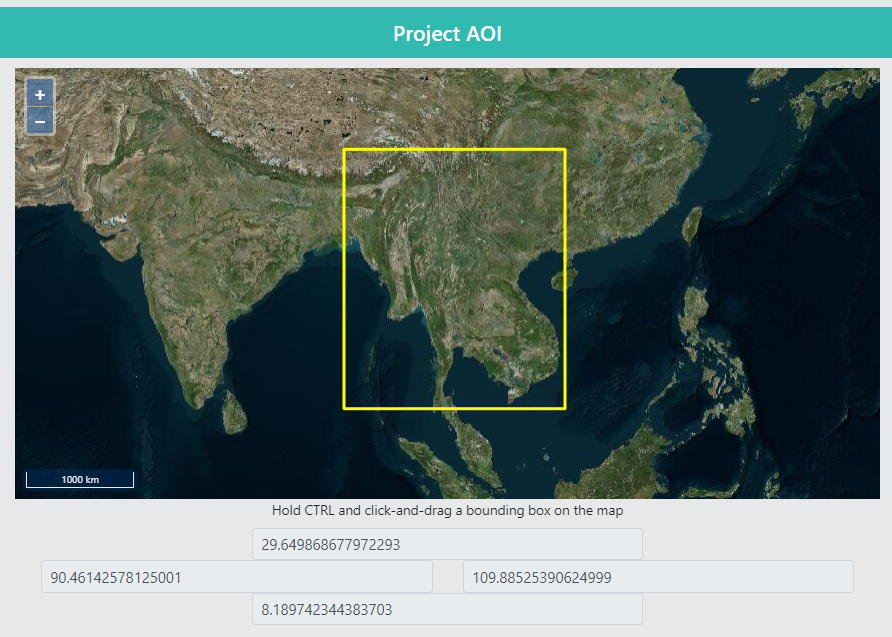 Project AOI
+
−
1000 km
Hold CTRL and click-and-drag a bounding box on the map
29.649868677972293
90.46142578125001
109.88525390624999
8.189742344383703